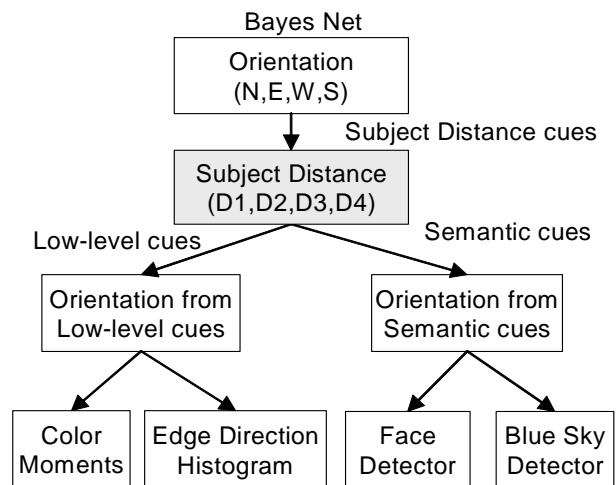 Bayes Net
Orientation
(N,E,W,S)
Subject Distance cues
Subject Distance
(D1,D2,D3,D4)
Low-level cues
Semantic cues
Orientation from
Low-level cues
Orientation from
Semantic cues
Color
Moments
Edge Direction
Histogram
Face
Detector
Blue Sky
Detector